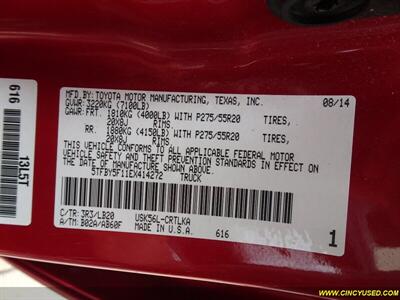 MFD.BY: TOYOTA MOTOR MANUFACTURING, TEXAS, INC. 08/14
GVWR: 3220KG (7100LB)
GAWR: FRT. 1810KG (4000LB) WITH P275/55R20 TIRES,
20X8J RIMS
RR. 1880KG (4150LB) WITH P275/55R20 TIRES,
20X8J RIMS
THIS VEHICLE CONFORMS TO ALL APPLICABLE FEDERAL MOTOR
VEHICLE SAFETY AND THEFT PREVENTION STANDARDS IN EFFECT
ON THE DATE OF MANUFACTURE SHOWN ABOVE.
5TFBY5F11EX414272 TRUCK
C/TR: 3R3/LB20 USK56L-CRTLKA
A/TM: B02A/AB60F MADE IN U.S.A. 616
1
616
13L5T
WWW.CINCYUSED.COM